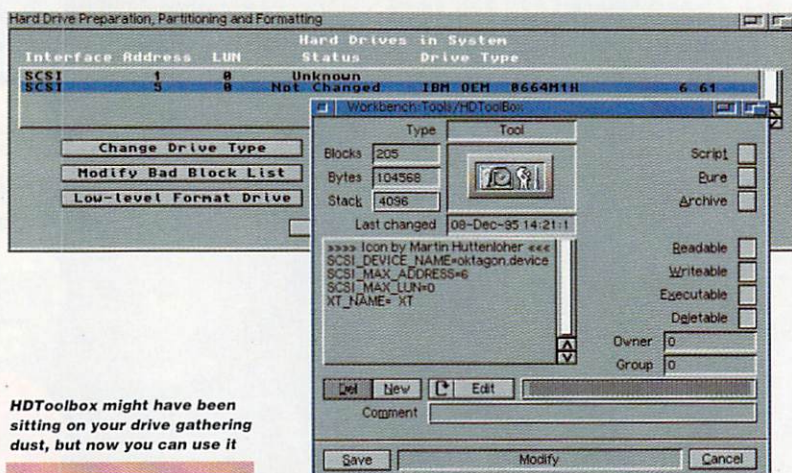 Hard Drive Preparation, Partitioning and Formatting
Hard Drives in System
Interface Address LUN Status Drive Type
SCSI 1 0 Unknown
SCSI 5 0 Not Changed IBM OEM 0664M1H 6 61
Change Drive Type
Modify Bad Block List
Low-level Format Drive
Workbench:Tools/HDToolBox
Type Tool
Blocks 205
Bytes 104568
Stack 4096
Last changed 08-Dec-95 14:21:1
Script
Pure
Archive
>>>> Icon by Martin Huttenloher <<<
SCSI_DEVICE_NAME=oktagon.device
SCSI_MAX_ADDRESS=6
SCSI_MAX_LUN=0
XT_NAME= XT
Readable
Writeable
Executable
Deletable
Owner 0
Group 0
Del New Edit
Comment
Save Modify Cancel
HDToolbox might have been
sitting on your drive gathering
dust, but now you can use it